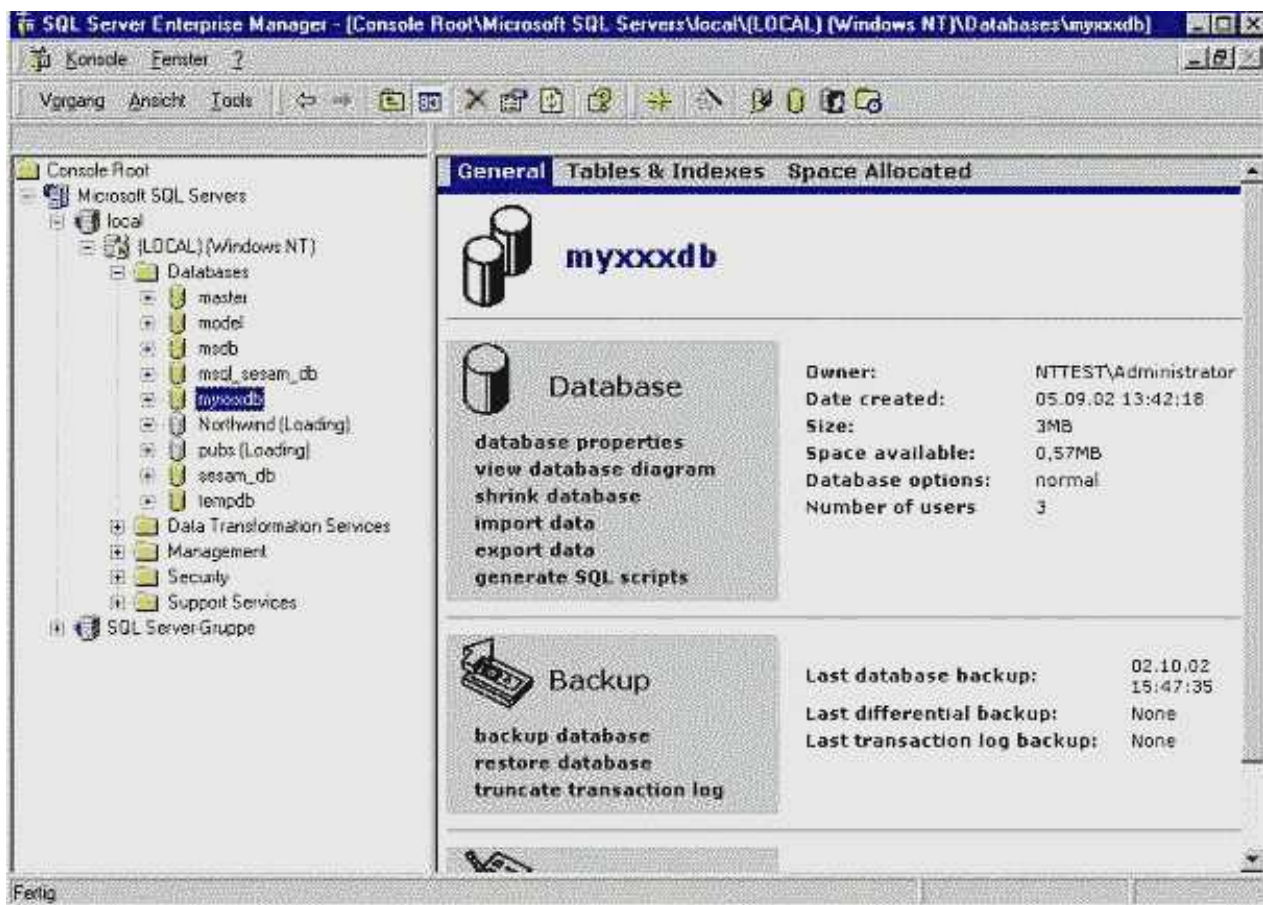 SQL Server Enterprise Manager - [Console Root\Microsoft SQL Servers\local\(LOCAL) (Windows NT)\Databases\myxxxdb]
Konsole Fenster ?
Vorgang Ansicht Tools
Console Root
Microsoft SQL Servers
local
(LOCAL) (Windows NT)
Databases
master
model
msdb
msql_sesam_db
myxxxdb
Northwind (Loading)
pubs (Loading)
sesam_db
tempdb
Data Transformation Services
Management
Security
Support Services
SQL Server-Gruppe
General Tables & Indexes Space Allocated
myxxxdb
Database
database properties
view database diagram
shrink database
import data
export data
generate SQL scripts
Owner: NTTEST\Administrator
Date created: 05.09.02 13:42:18
Size: 3MB
Space available: 0,57MB
Database options: normal
Number of users 3
Backup
backup database
restore database
truncate transaction log
Last database backup: 02.10.02 15:47:35
Last differential backup: None
Last transaction log backup: None
Fertig